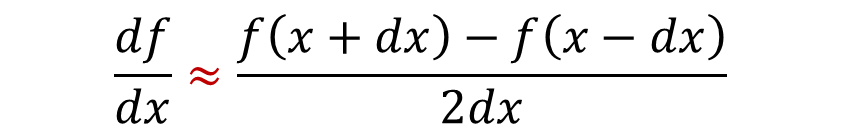 df/dx ≈ f(x + dx) − f(x − dx)/2dx